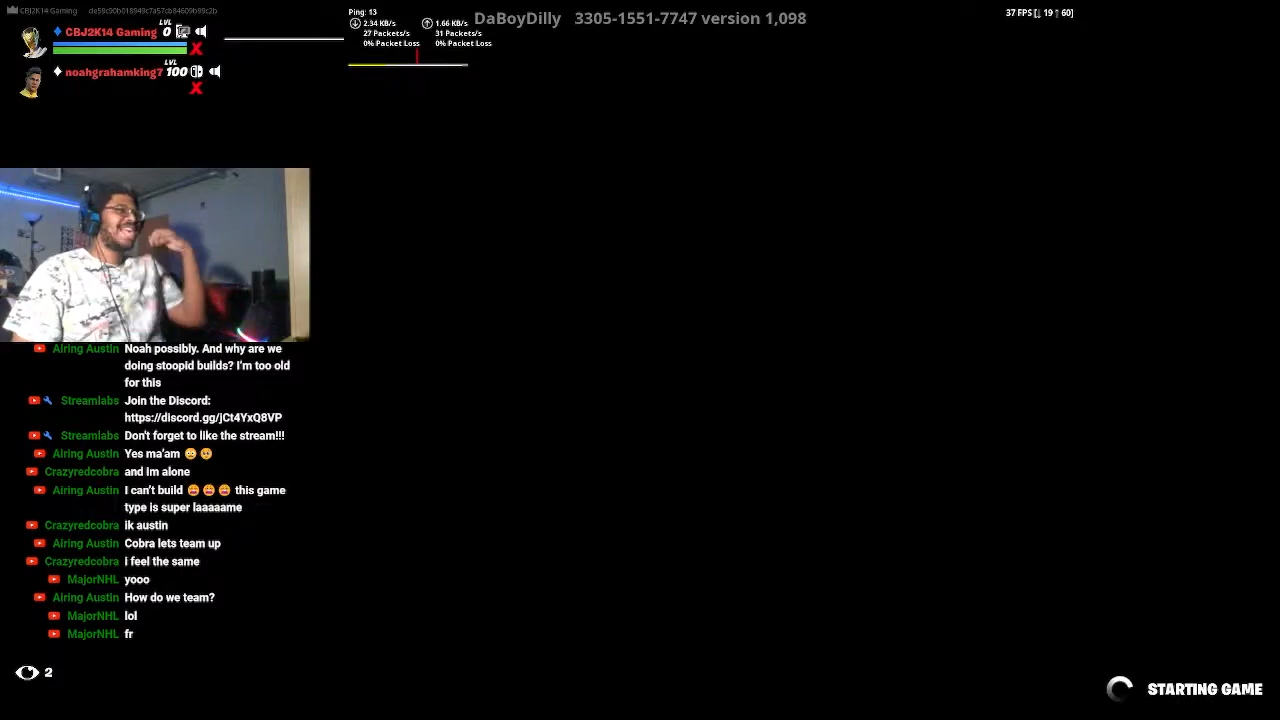 CBJ2K14 Gaming
Ping: 13
2.34 KB/s 1.66 KB/s
27 Packets/s 31 Packets/s
0% Packet Loss 0% Packet Loss
DaBoyDilly 3305-1551-7747 version 1,098
37 FPS[ 19 60]
LVL
CBJ2K14 Gaming 0
X
LVL
noahgrahamking7 100
X
Airing Austin Noah possibly. And why are we
doing stoopid builds? I'm too old
for this
Streamlabs Join the Discord:
https://discord.gg/jCt4YxQ8VP
Streamlabs Don't forget to like the stream!!!
Airing Austin Yes ma'am 😳🥺
Crazyredcobra and Im alone
Airing Austin I can't build 😩😩😩 this game
type is super laaaaame
Crazyredcobra ik austin
Airing Austin Cobra lets team up
Crazyredcobra i feel the same
MajorNHL yooo
Airing Austin How do we team?
MajorNHL lol
MajorNHL fr
2
STARTING GAME